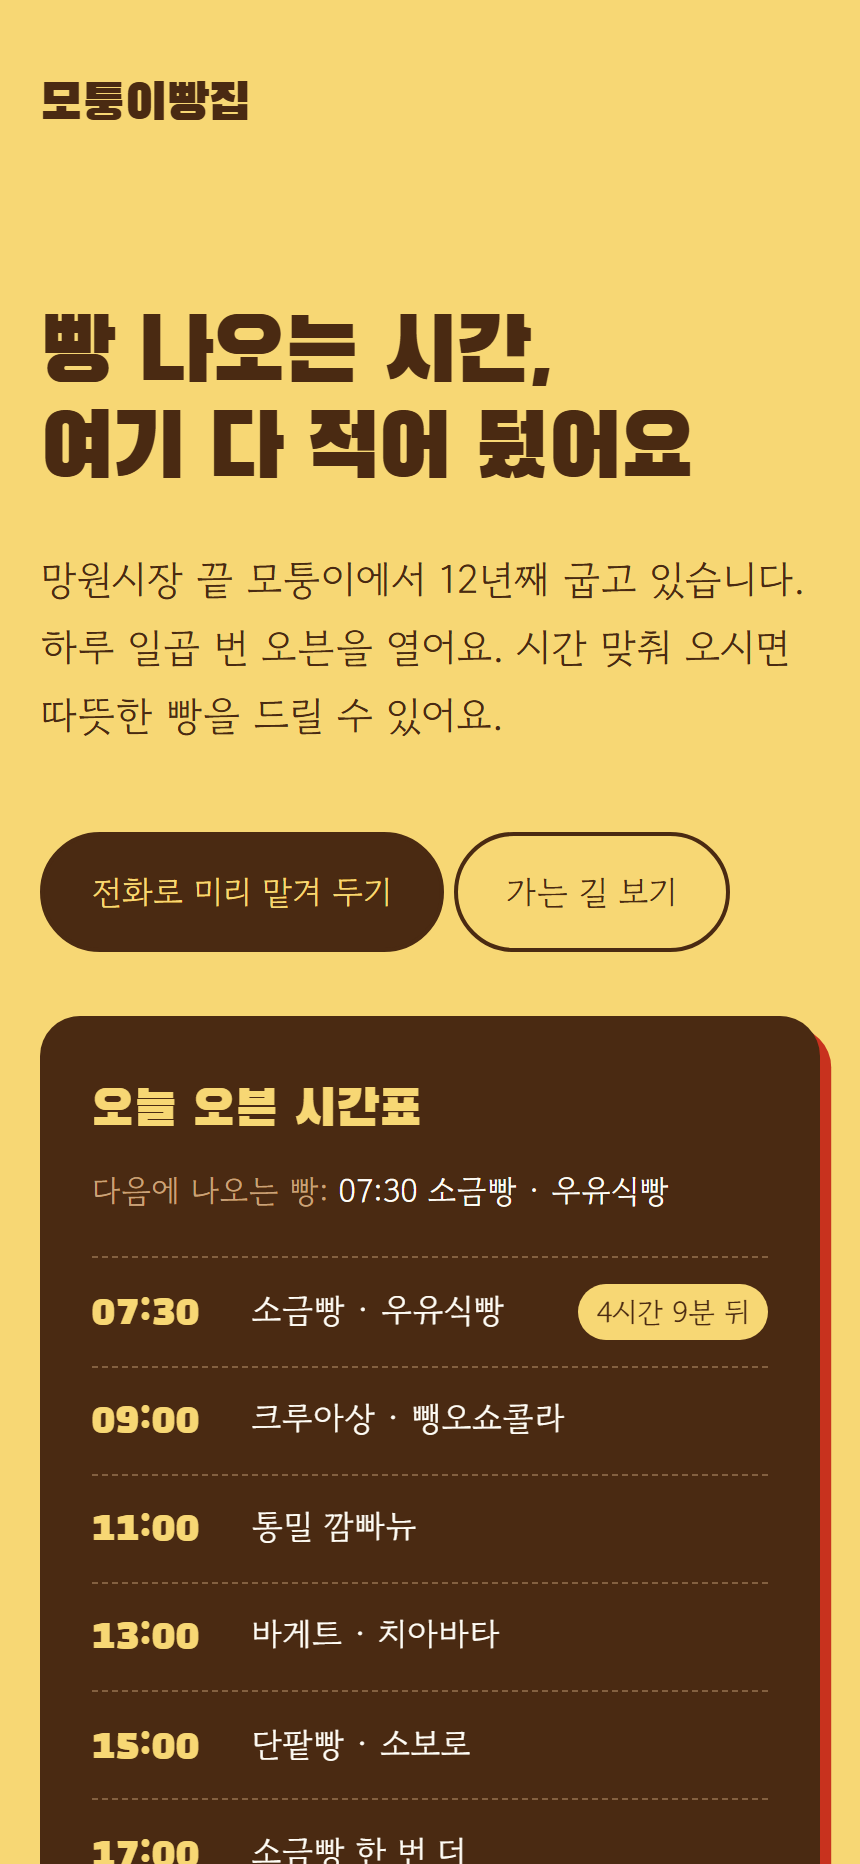 모퉁이빵집
빵 나오는 시간,
여기 다 적어 뒀어요
망원시장 끝 모퉁이에서 12년째 굽고 있습니다.
하루 일곱 번 오븐을 열어요. 시간 맞춰 오시면
따뜻한 빵을 드릴 수 있어요.
전화로 미리 맡겨 두기
가는 길 보기
오늘 오븐 시간표
다음에 나오는 빵: 07:30 소금빵 · 우유식빵
07:30 소금빵 · 우유식빵 4시간 9분 뒤
09:00 크루아상 · 뺑오쇼콜라
11:00 통밀 깜빠뉴
13:00 바게트 · 치아바타
15:00 단팥빵 · 소보로
17:00 소금빵 한 번 더